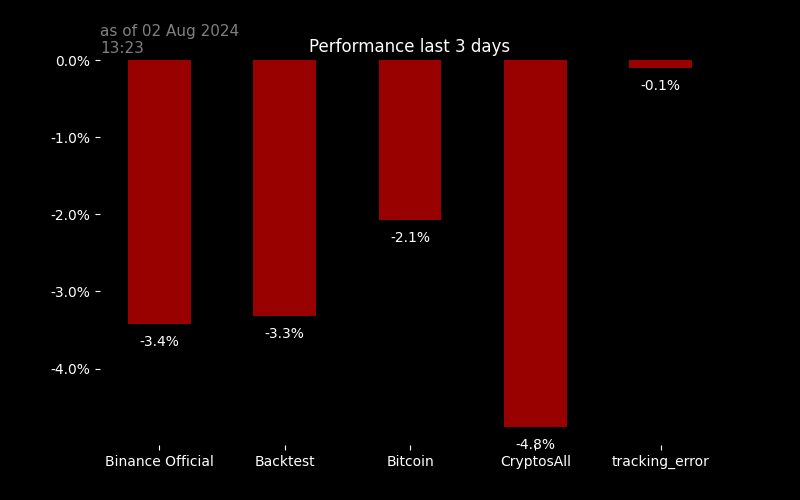 as of 02 Aug 2024
13:23
Performance last 3 days
0.0%
-1.0%
-2.0%
-3.0%
-4.0%
-3.4%
-3.3%
-2.1%
-4.8%
-0.1%
Binance Official
Backtest
Bitcoin
CryptosAll
tracking_error